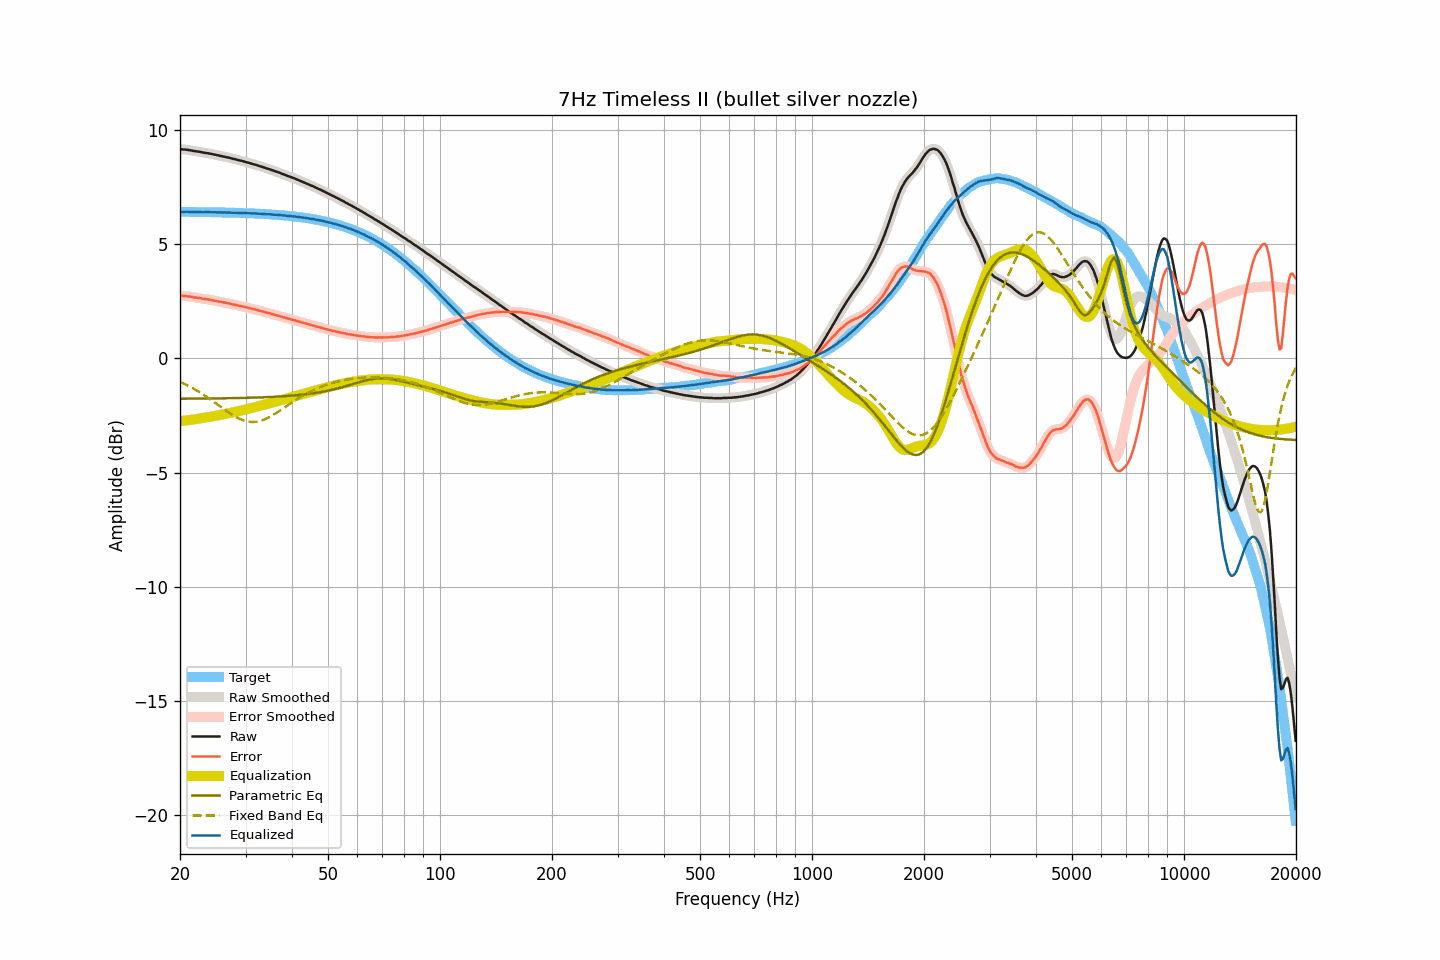 7Hz Timeless II (bullet silver nozzle)
10
5
0
−5
−10
−15
−20
Amplitude (dBr)
Target
Raw Smoothed
Error Smoothed
Raw
Error
Equalization
Parametric Eq
Fixed Band Eq
Equalized
20 50 100 200 500 1000 2000 5000 10000 20000
Frequency (Hz)